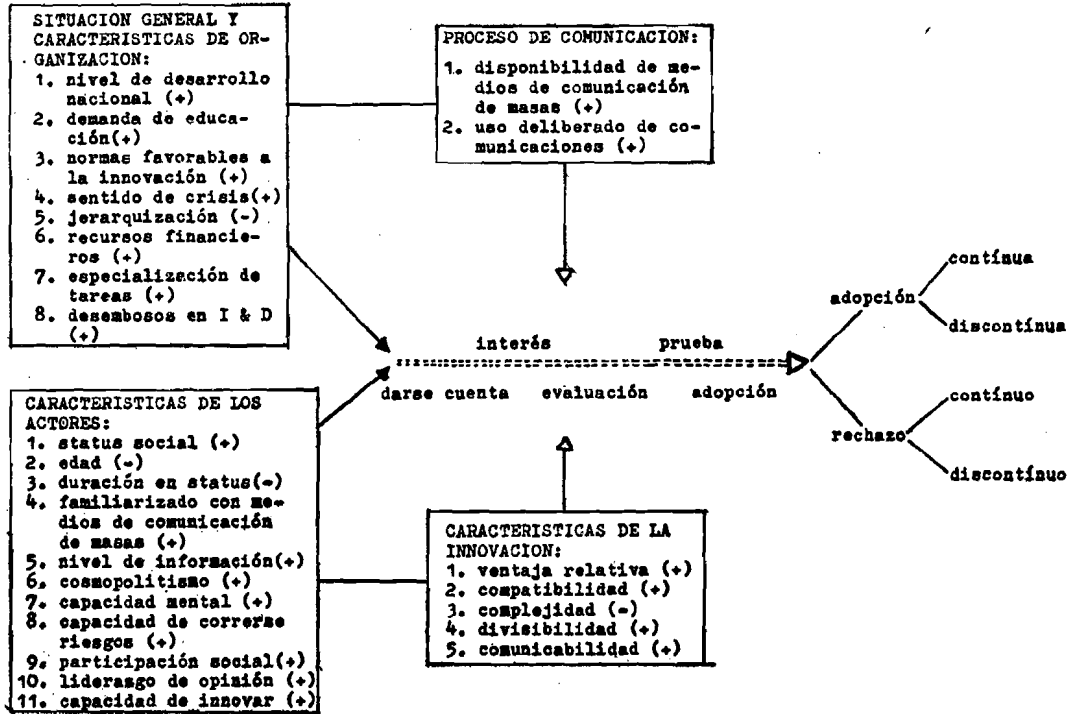 SITUACION GENERAL Y
CARACTERISTICAS DE OR-
GANIZACION:
1. nivel de desarrollo
nacional (+)
2. demanda de educa-
ción(+)
3. normas favorables a
la innovación (+)
4. sentido de crisis(+)
5. jerarquización (-)
6. recursos financie-
ros (+)
7. especialización de
tareas (+)
8. desembosos en I & D
(+)
PROCESO DE COMUNICACION:
1. disponibilidad de me-
dios de comunicación
de masas (+)
2. uso deliberado de co-
municaciones (+)
CARACTERISTICAS DE LOS
ACTORES:
1. status social (+)
2. edad (-)
3. duración en status(-)
4. familiarizado con me-
dios de comunicación
de masas (+)
5. nivel de información(+)
6. cosmopolitismo (+)
7. capacidad mental (+)
8. capacidad de correrse
riesgos (+)
9. participación social(+)
10. liderasgo de opinión (+)
11. capacidad de innovar (+)
CARACTERISTICAS DE LA
INNOVACION:
1. ventaja relativa (+)
2. compatibilidad (+)
3. complejidad (-)
4. divisibilidad (+)
5. comunicabilidad (+)
interés prueba
darse cuenta evaluación adopción
adopción
contínua
discontínua
rechazo
contínuo
discontínuo